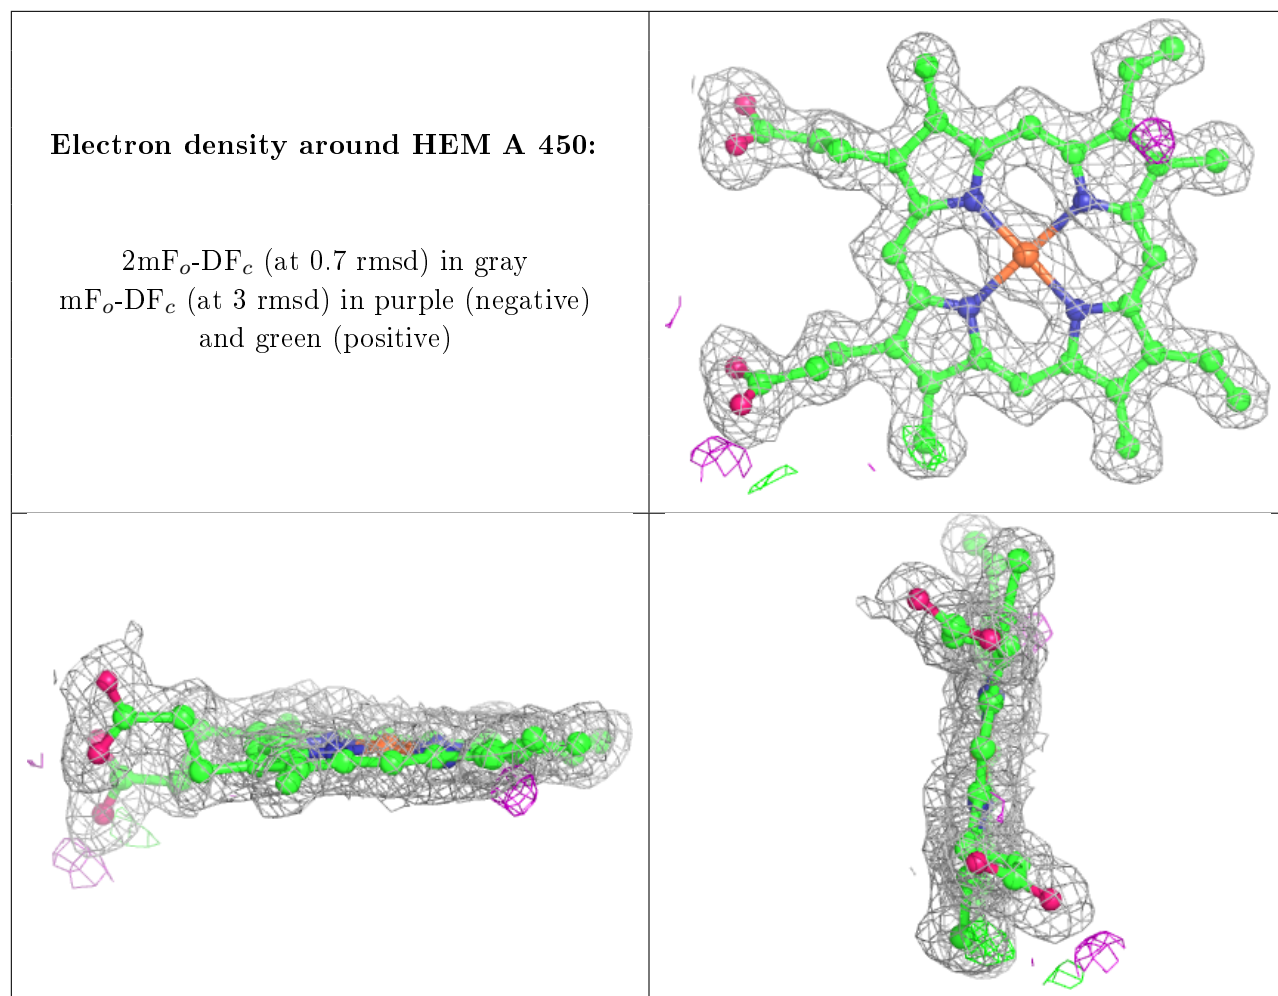 Electron density around HEM A 450:
2mFo-DFc (at 0.7 rmsd) in gray
mFo-DFc (at 3 rmsd) in purple (negative)
and green (positive)